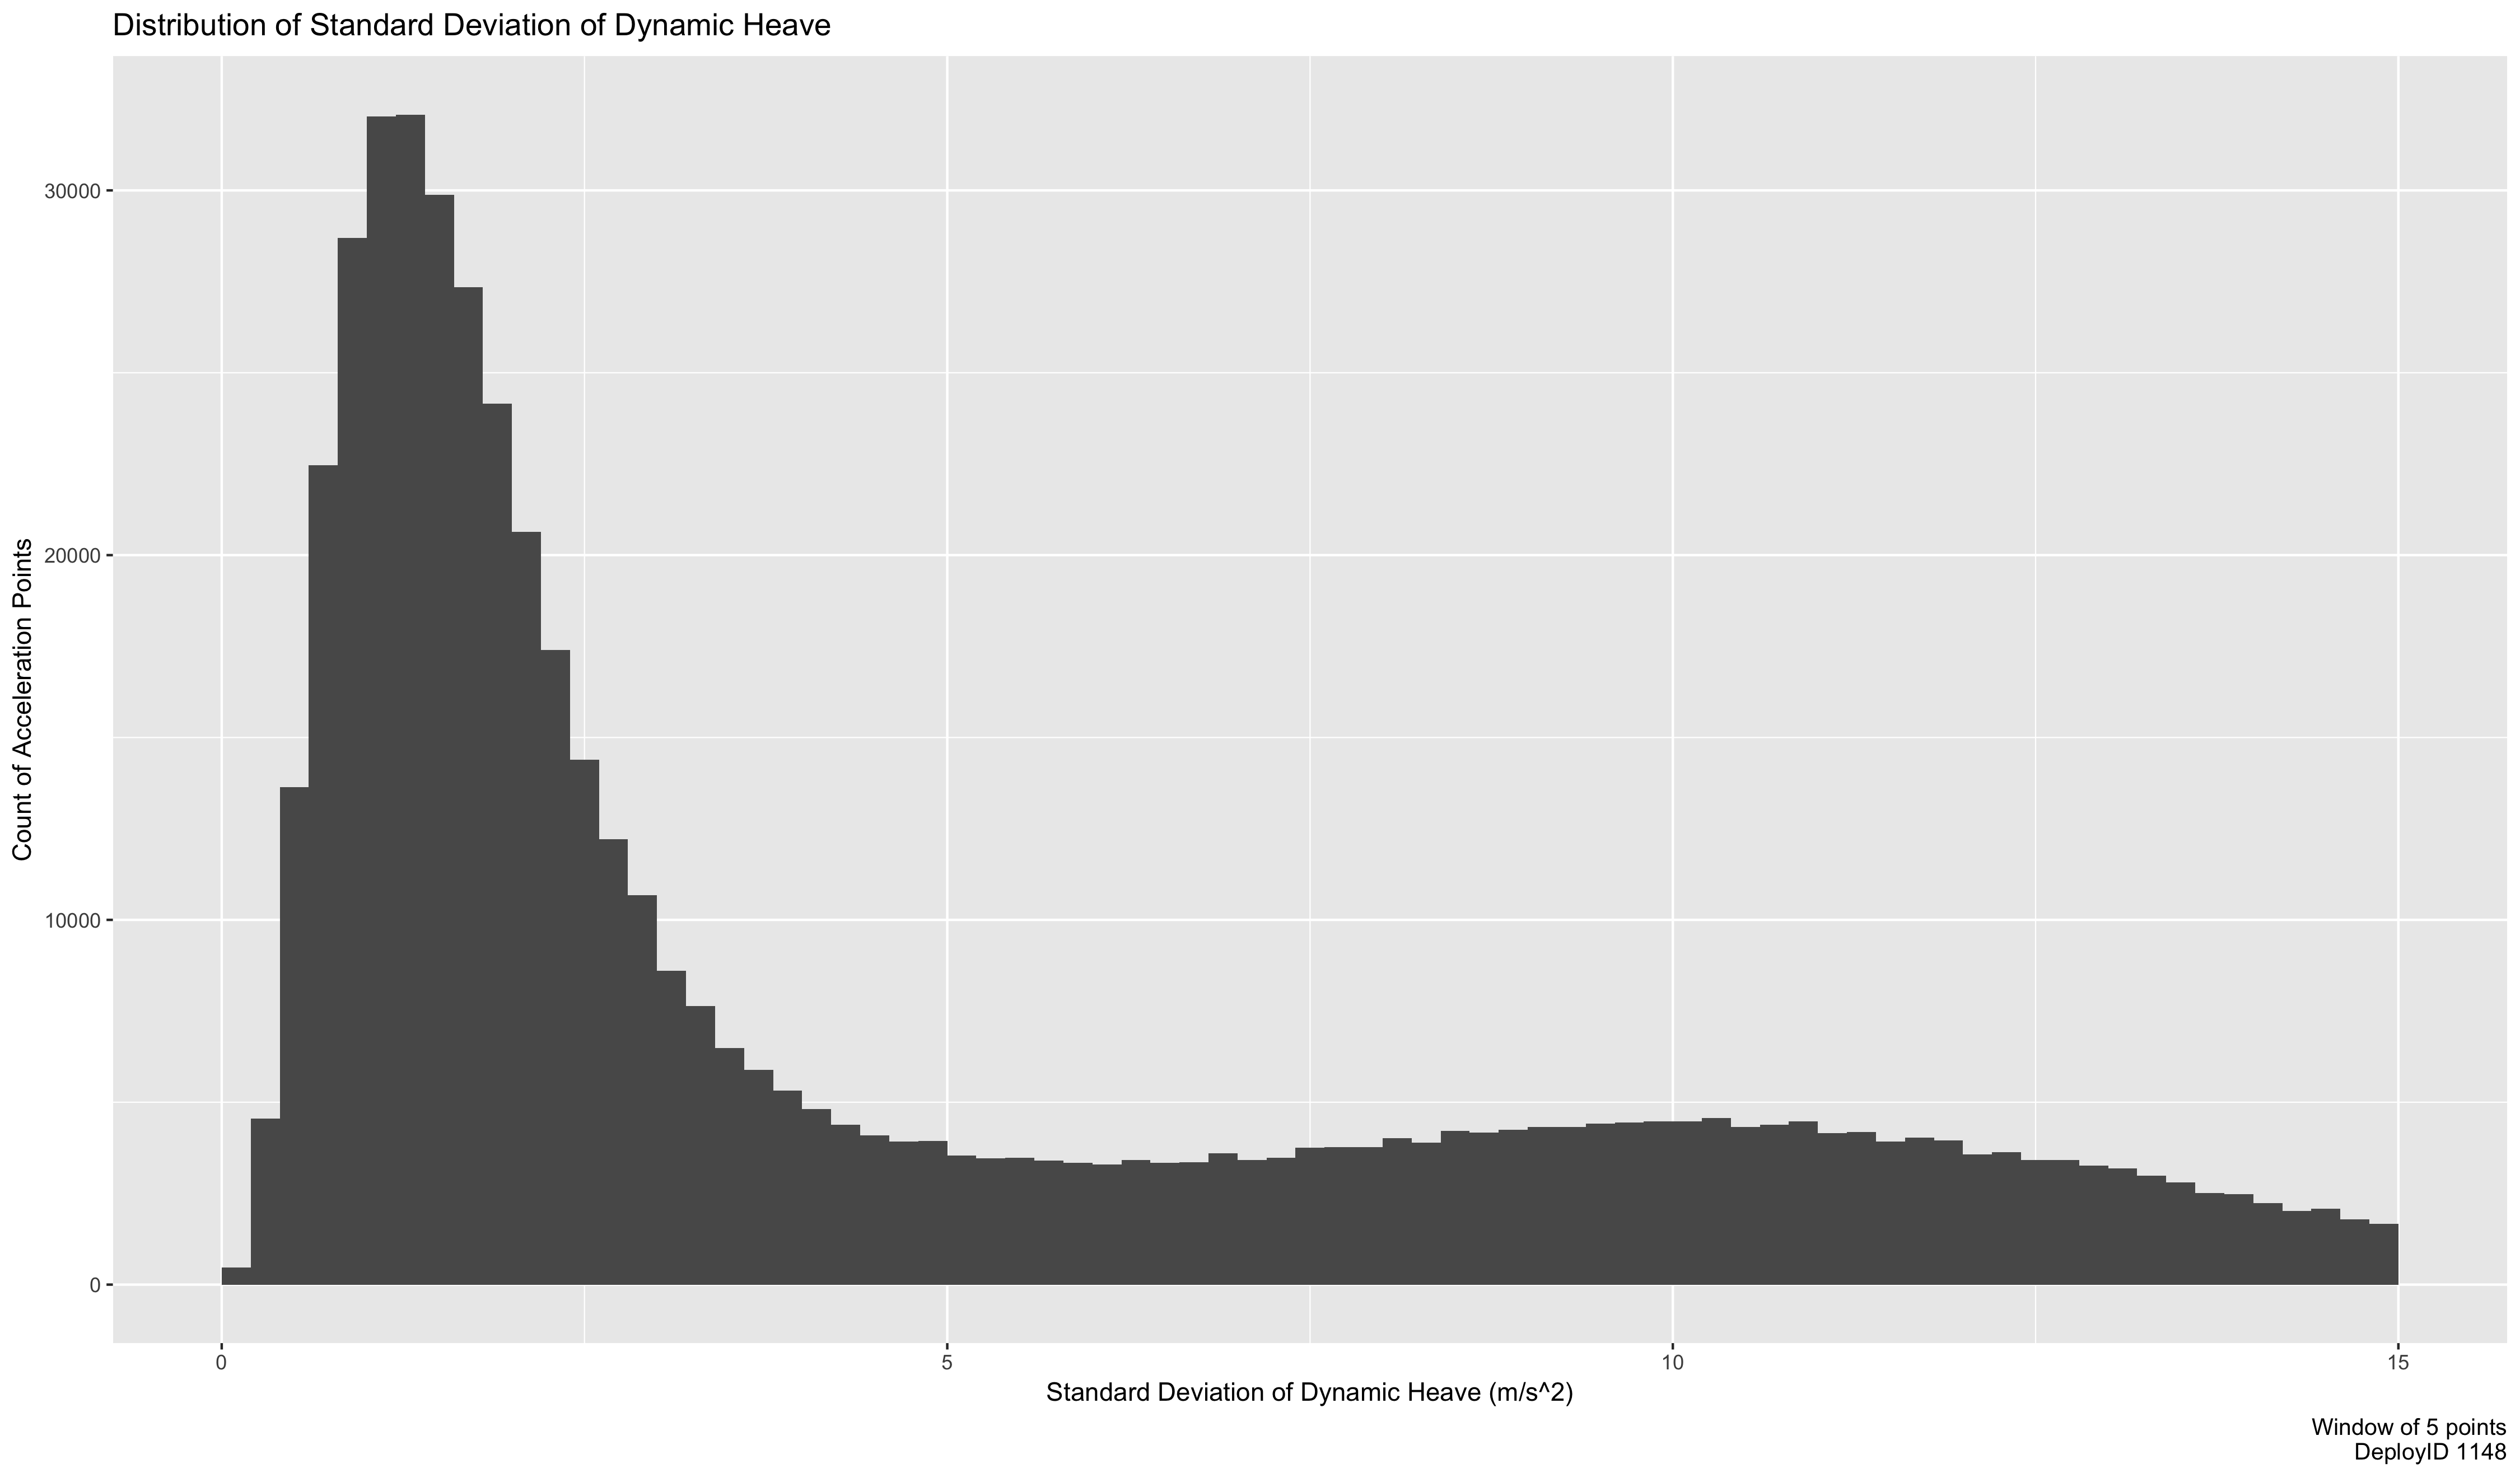 Distribution of Standard Deviation of Dynamic Heave
Count of Acceleration Points
30000
20000
10000
0
0
5
10
15
Standard Deviation of Dynamic Heave (m/s^2)
Window of 5 points
DeployID 1148